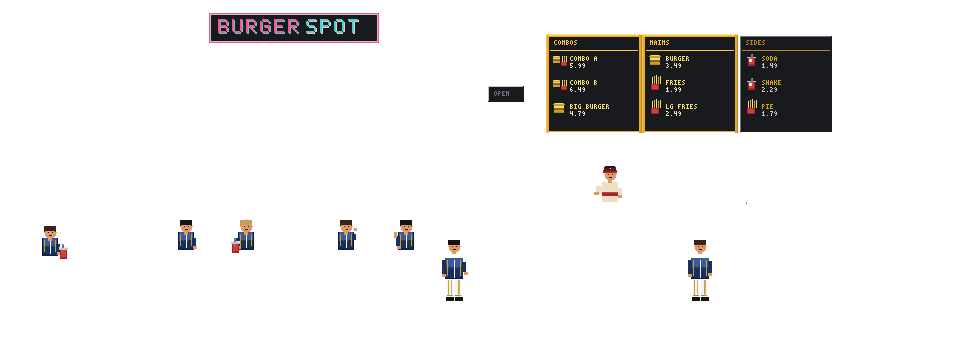 BURGER SPOT
OPEN
COMBOS
COMBO A
5.99
COMBO B
6.49
BIG BURGER
4.79
MAINS
BURGER
3.49
FRIES
1.99
LG FRIES
2.49
SIDES
SODA
1.49
SHAKE
2.29
PIE
1.79